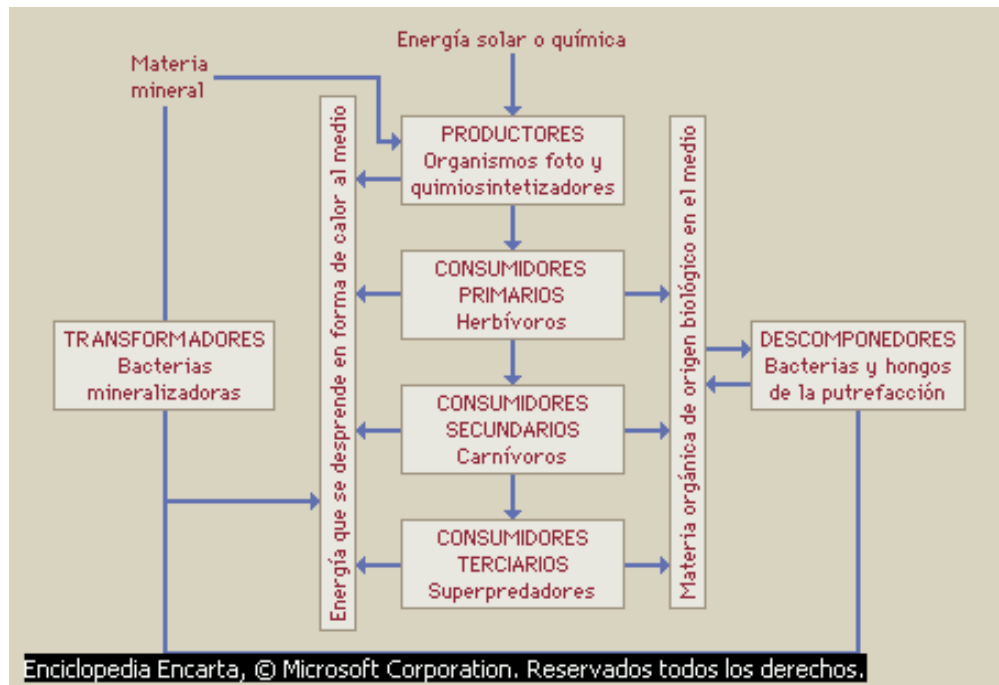 Energía solar o química
Materia
mineral
PRODUCTORES
Organismos foto y
quimiosintetizadores
Energía que se desprende en forma de calor al medio
CONSUMIDORES
PRIMARIOS
Herbívoros
Materia orgánica de origen biológico en el medio
TRANSFORMADORES
Bacterias
mineralizadoras
DESCOMPONEDORES
Bacterias y hongos
de la putrefacción
CONSUMIDORES
SECUNDARIOS
Carnívoros
CONSUMIDORES
TERCIARIOS
Superpredadores
Enciclopedia Encarta, © Microsoft Corporation. Reservados todos los derechos.